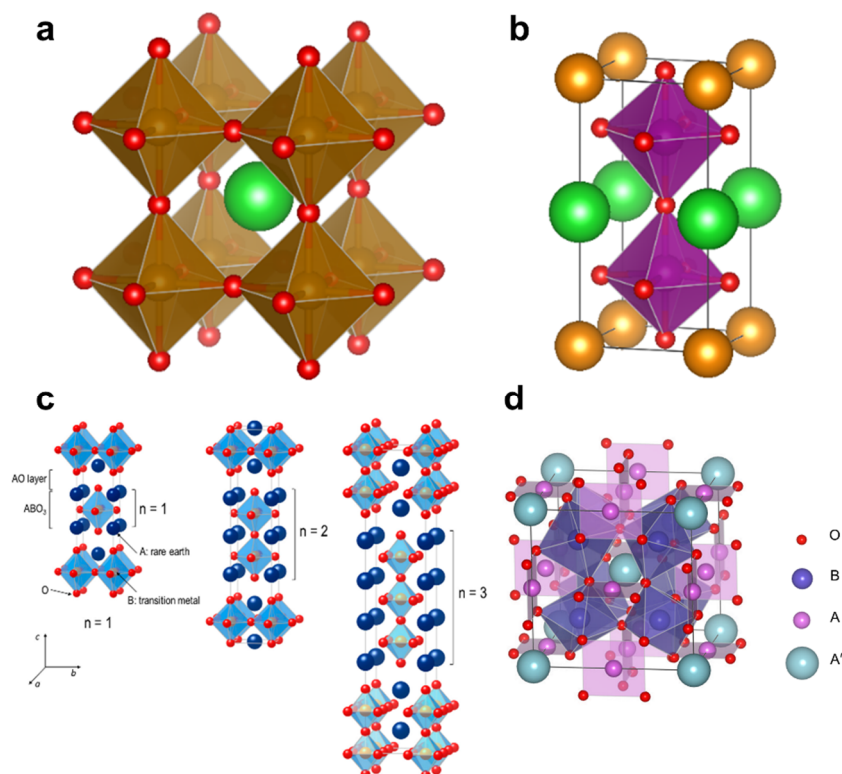 a
b
c
AO layer
ABO₃
n = 1
A: rare earth
B: transition metal
O
n = 1
n = 2
n = 3
c
b
a
d
O
B
A
A′